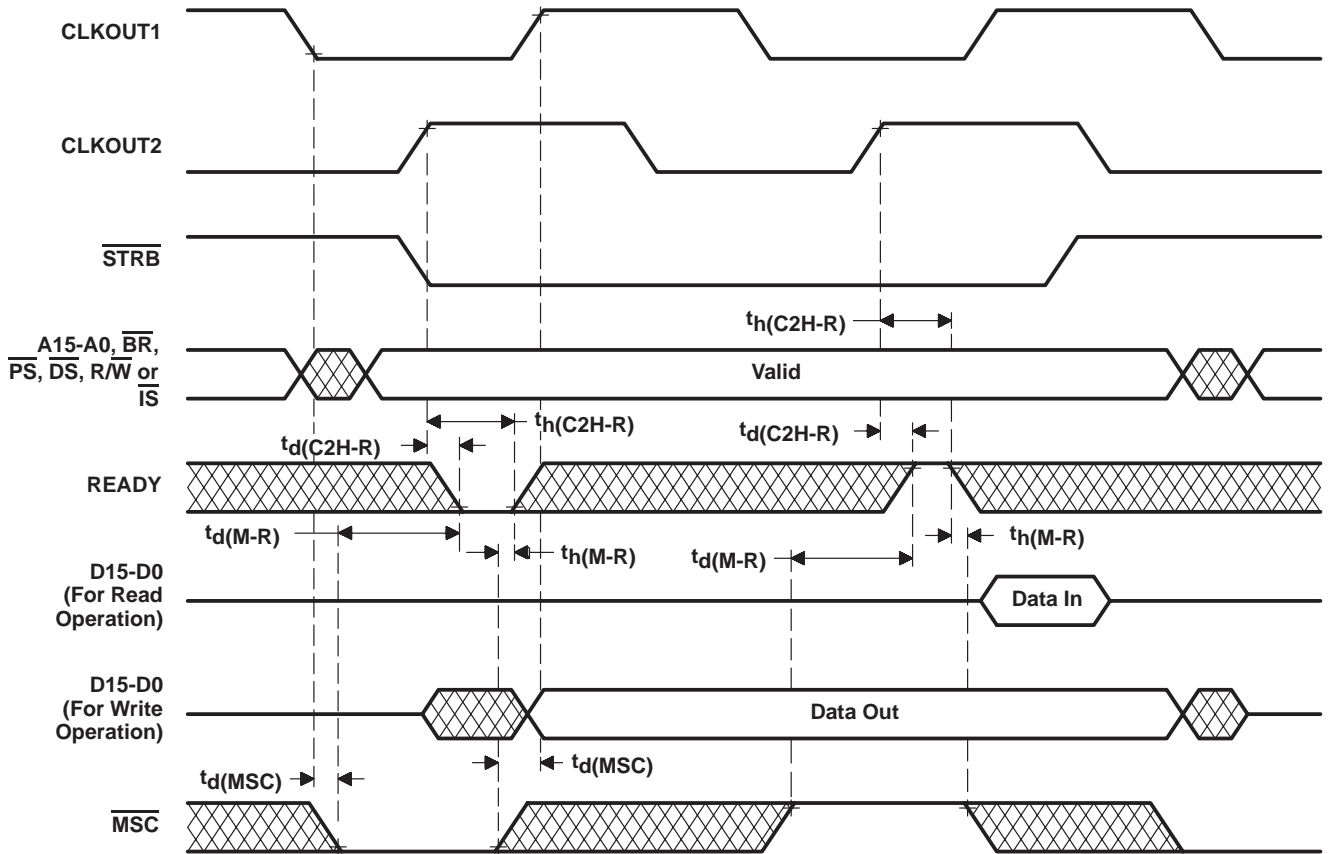 CLKOUT1
CLKOUT2
STRB
th(C2H-R)
A15-A0, BR,
PS, DS, R/W or
IS
Valid
td(C2H-R)
th(C2H-R)
td(C2H-R)
READY
td(M-R)
th(M-R)
td(M-R)
th(M-R)
D15-D0
(For Read
Operation)
Data In
D15-D0
(For Write
Operation)
Data Out
td(MSC)
td(MSC)
MSC